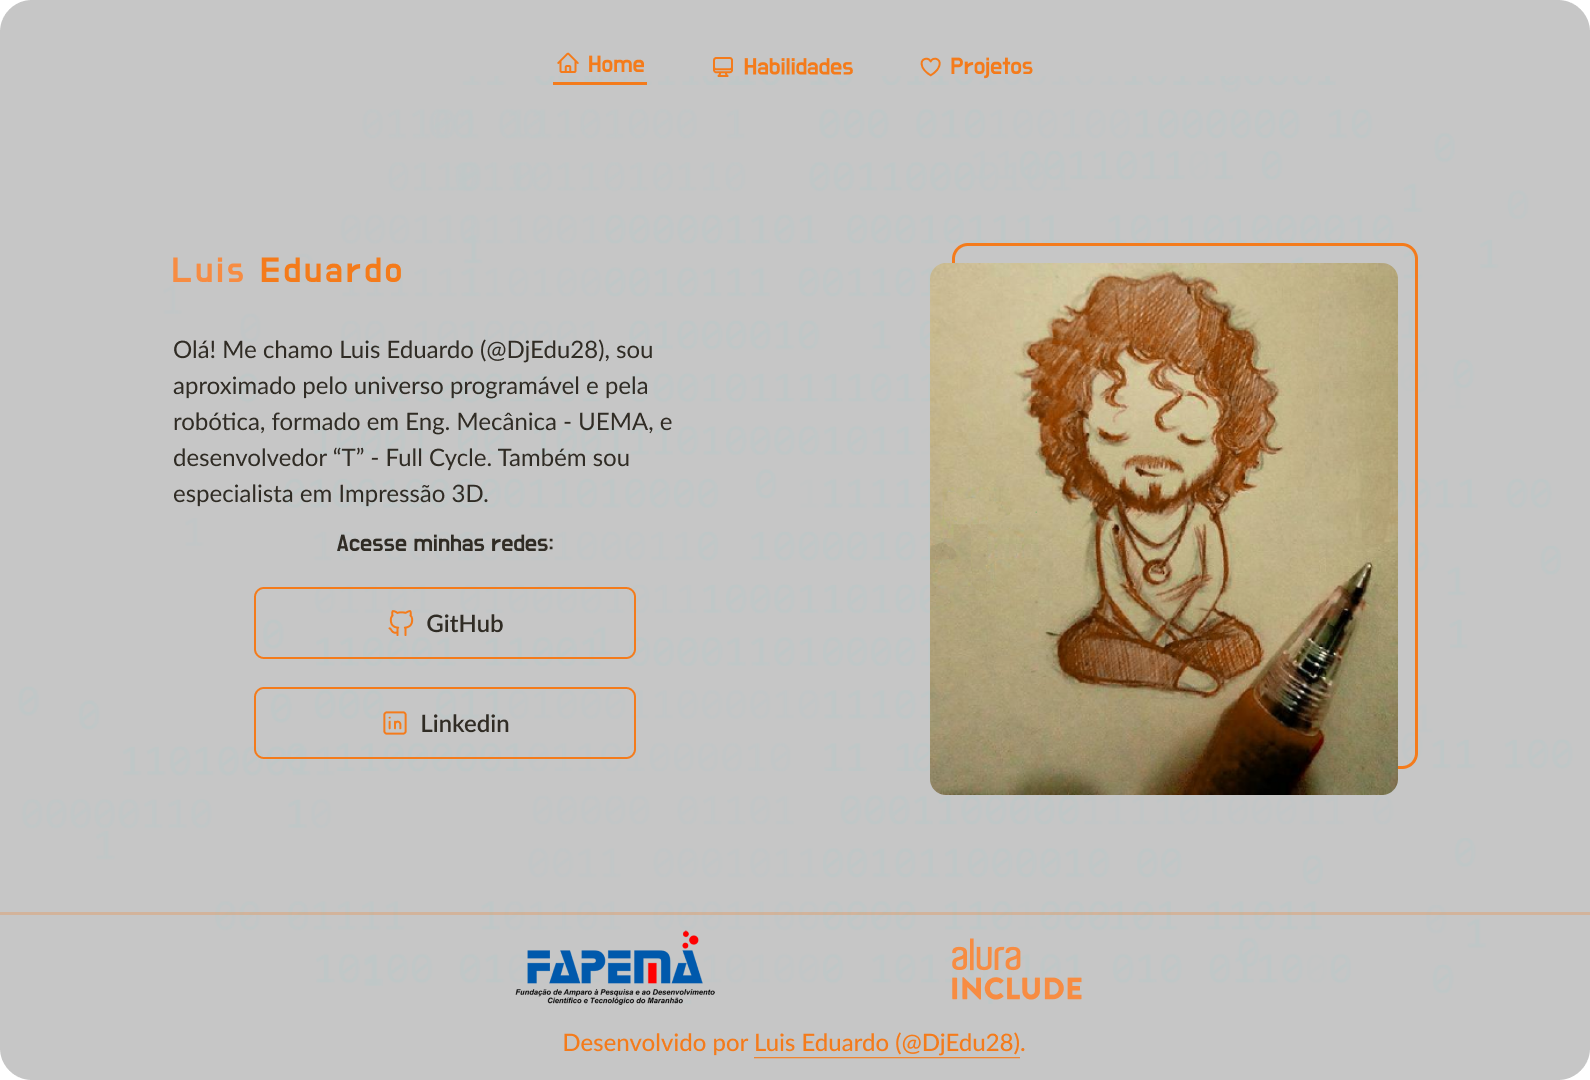 Home
Habilidades
Projetos
Luis Eduardo
Olá! Me chamo Luis Eduardo (@DjEdu28), sou
aproximado pelo universo programável e pela
robótica, formado em Eng. Mecânica - UEMA, e
desenvolvedor “T” - Full Cycle. Também sou
especialista em Impressão 3D.
Acesse minhas redes:
GitHub
Linkedin
FAPEMA
Fundação de Amparo à Pesquisa e ao Desenvolvimento
Científico e Tecnológico do Maranhão
alura
INCLUDE
Desenvolvido por Luis Eduardo (@DjEdu28).